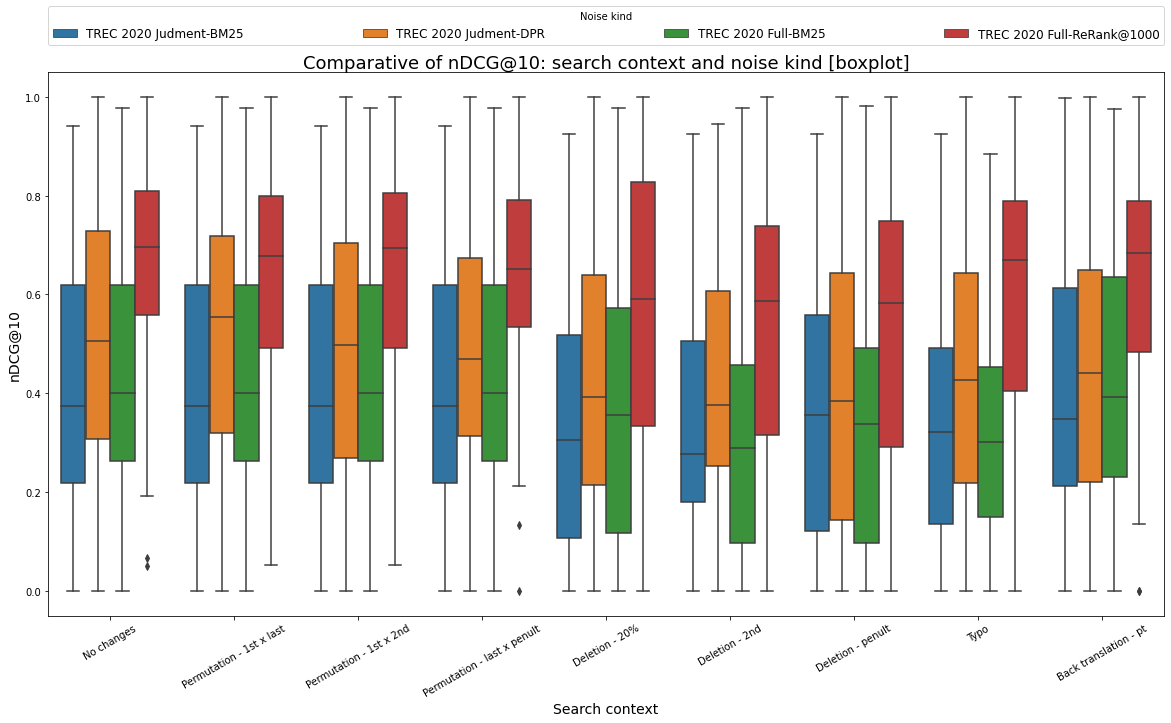 Noise kind
TREC 2020 Judment-BM25 TREC 2020 Judment-DPR TREC 2020 Full-BM25 TREC 2020 Full-ReRank@1000
Comparative of nDCG@10: search context and noise kind [boxplot]
1.0
0.8
0.6
0.4
0.2
0.0
nDCG@10
No changes
Permutation - 1st x last
Permutation - 1st x 2nd
Permutation - last x penult
Deletion - 20%
Deletion - 2nd
Deletion - penult
Typo
Back translation - pt
Search context